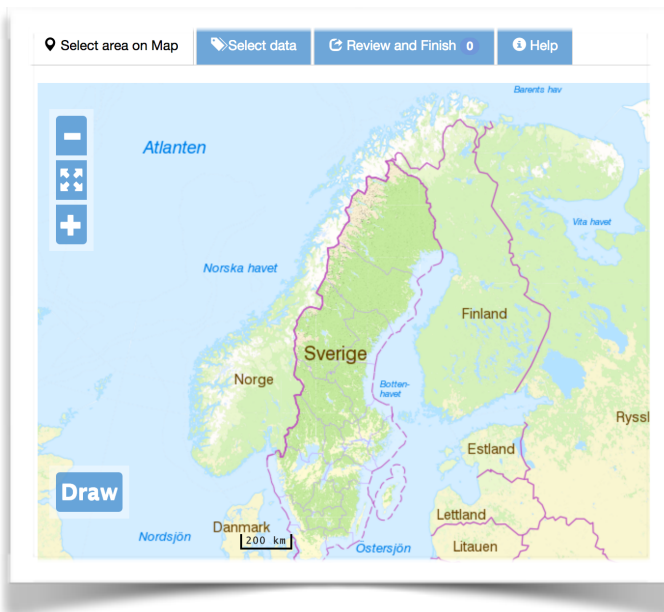 Select area on Map
Select data
Review and Finish 0
Help
Barents hav
Atlanten
Vita havet
Norska havet
Finland
Sverige
Norge
Botten-
havet
Ryssl
Estland
Draw
Lettland
Danmark
Nordsjön
200 km
Ostersjön
Litauen